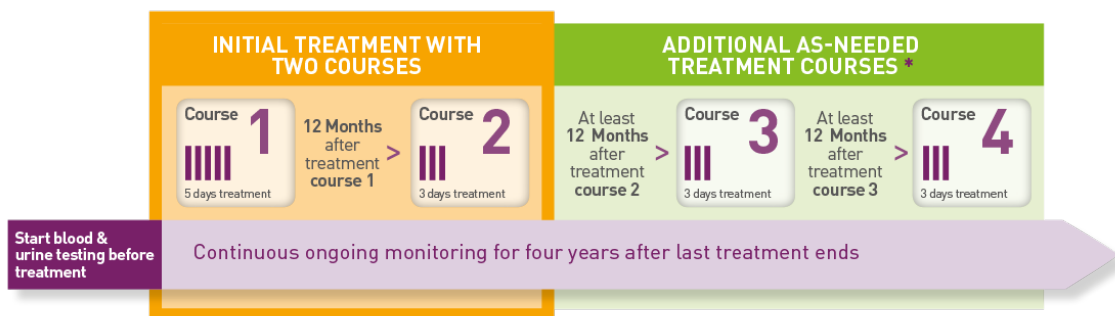 INITIAL TREATMENT WITH
TWO COURSES
ADDITIONAL AS-NEEDED
TREATMENT COURSES *
Course 1
5 days treatment
12 Months
after
treatment
course 1
>
Course 2
3 days treatment
At least
12 Months
after
treatment
course 2
>
Course 3
3 days treatment
At least
12 Months
after
treatment
course 3
>
Course 4
3 days treatment
Start blood &
urine testing before
treatment
Continuous ongoing monitoring for four years after last treatment ends